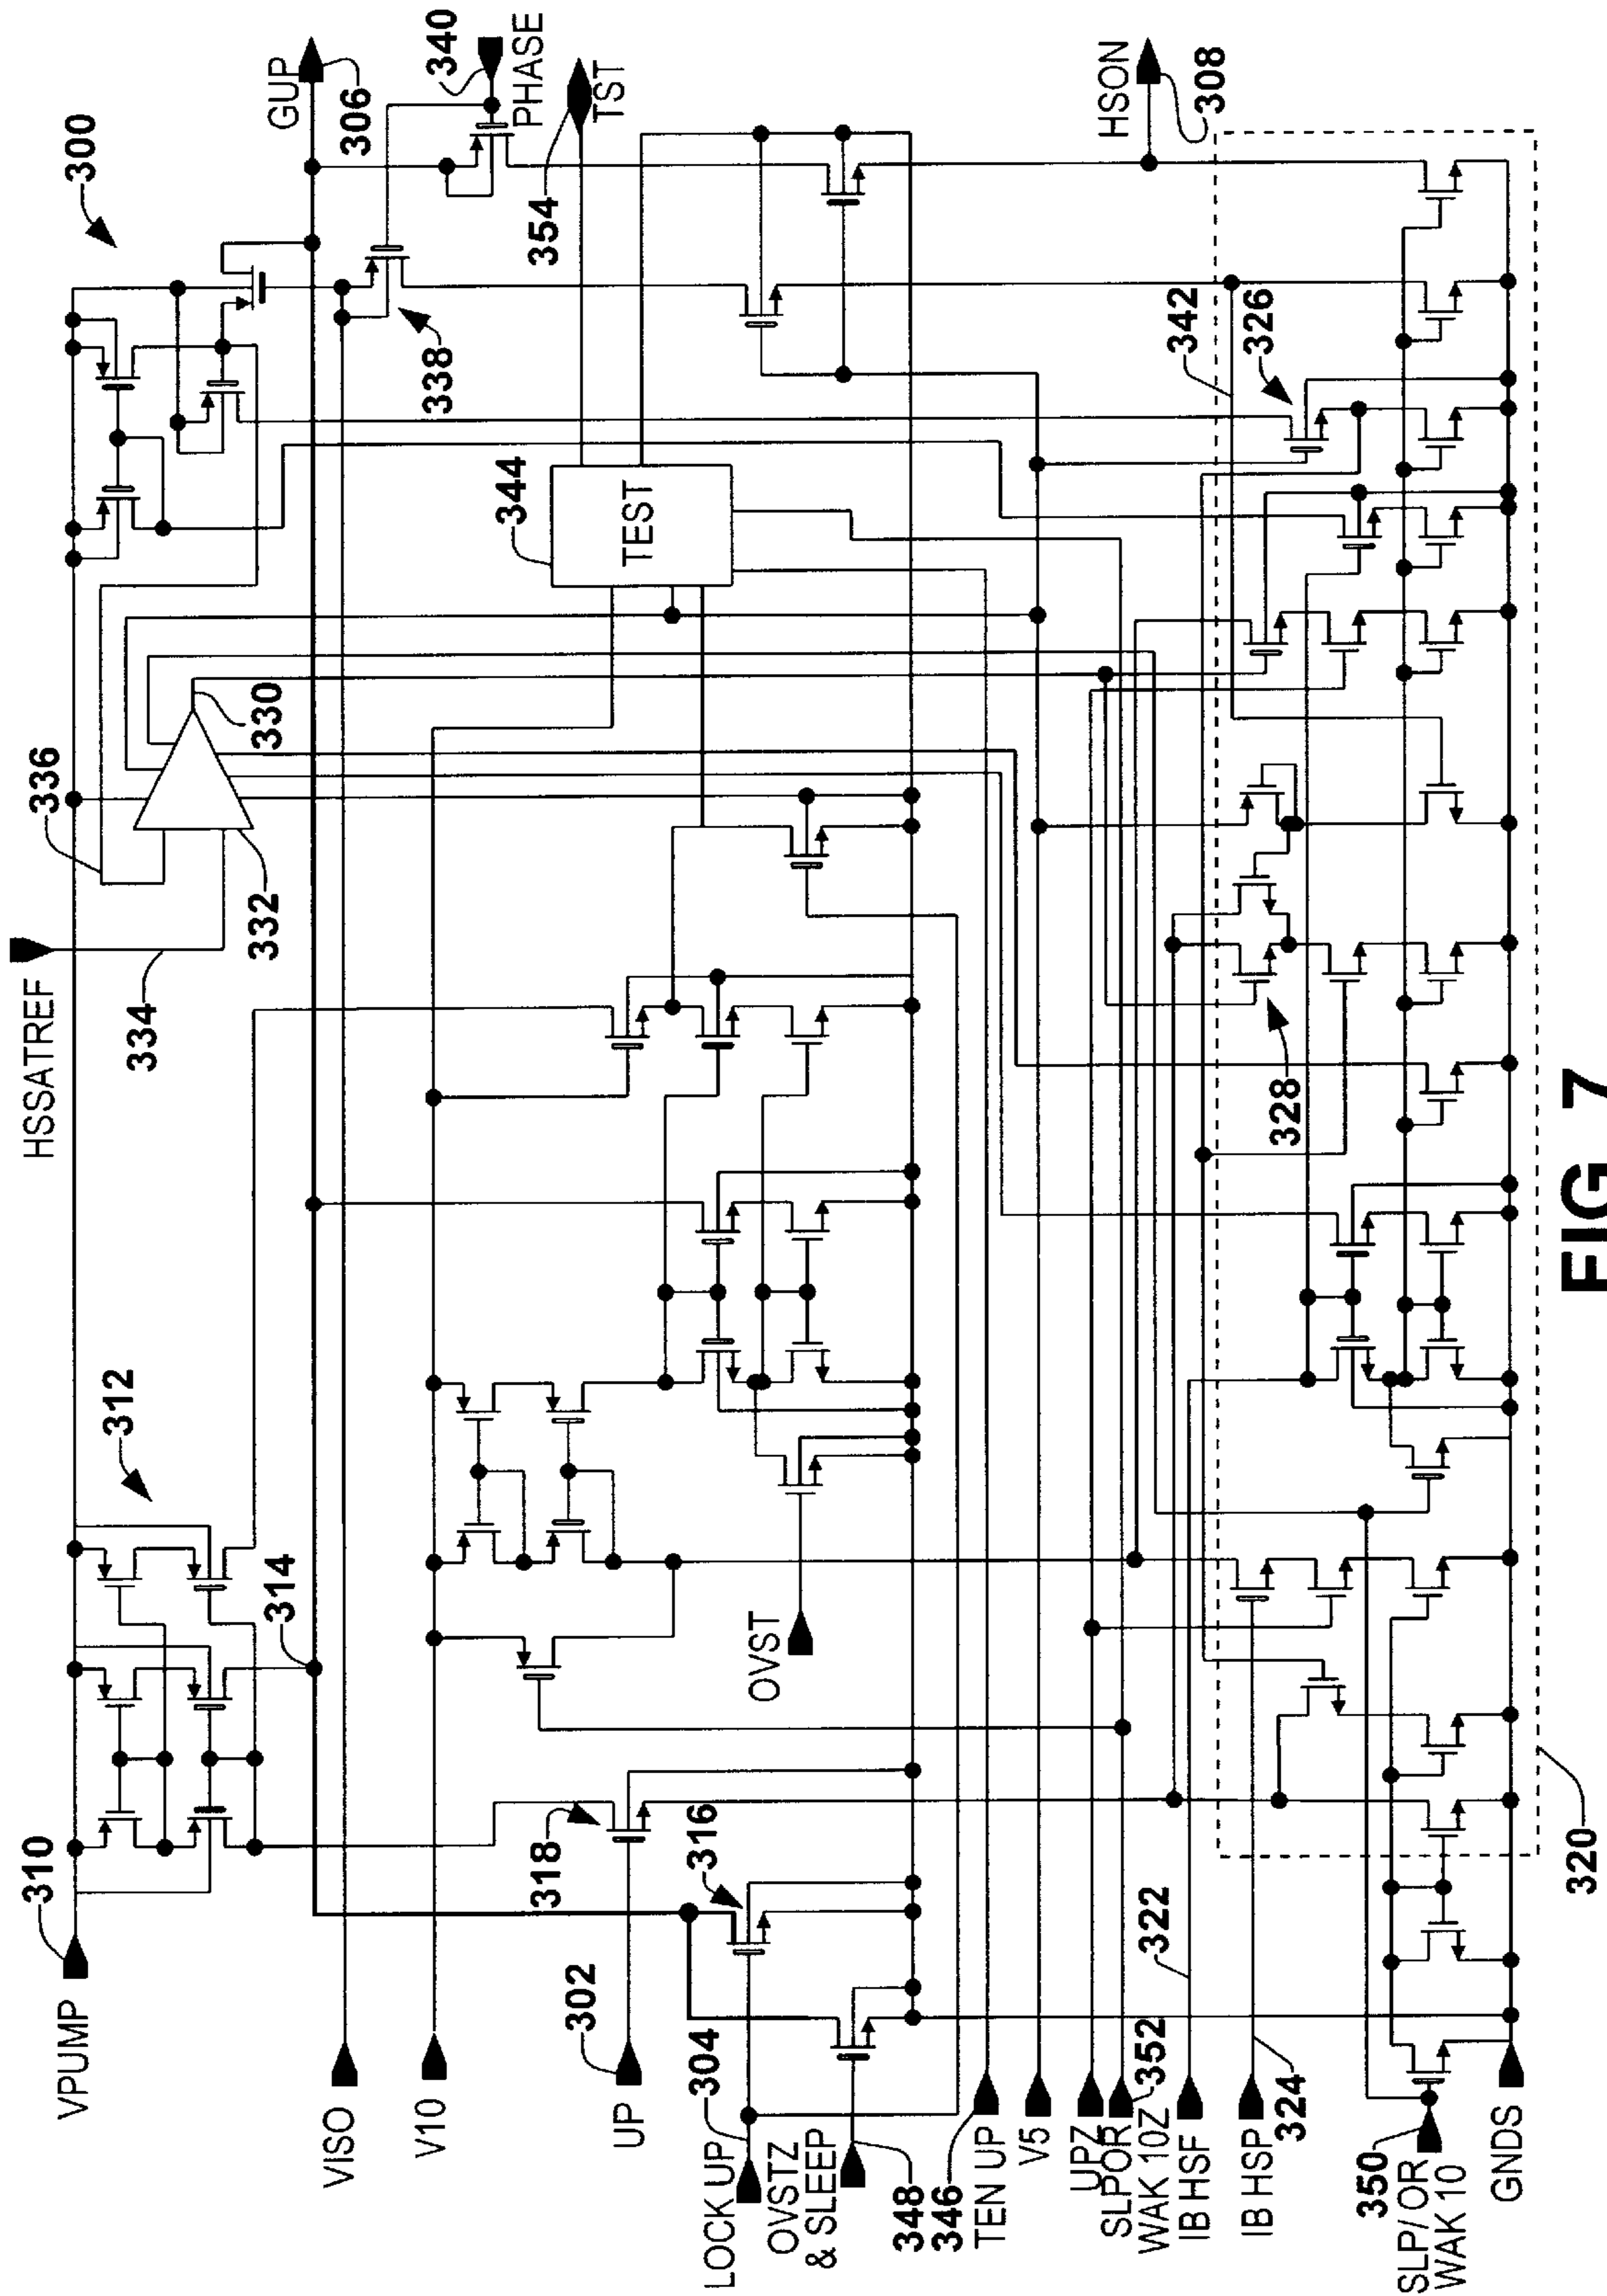 300
GUP
306
340
PHASE
354
TST
HSON
308
HSSATREF
334
336
332
330
338
344
TEST
342
326
328
310
VPUMP
312
314
VISO
V10
302
UP
318
316
304
LOCK UP
OVSTZ
& SLEEP
348
OVST
346
TEN UP
V5
UPZ
SLPOR
WAK 10Z
352
322
IB HSF
IB HSP
324
350
SLP/ OR
WAK 10
GNDS
320
FIG. 7